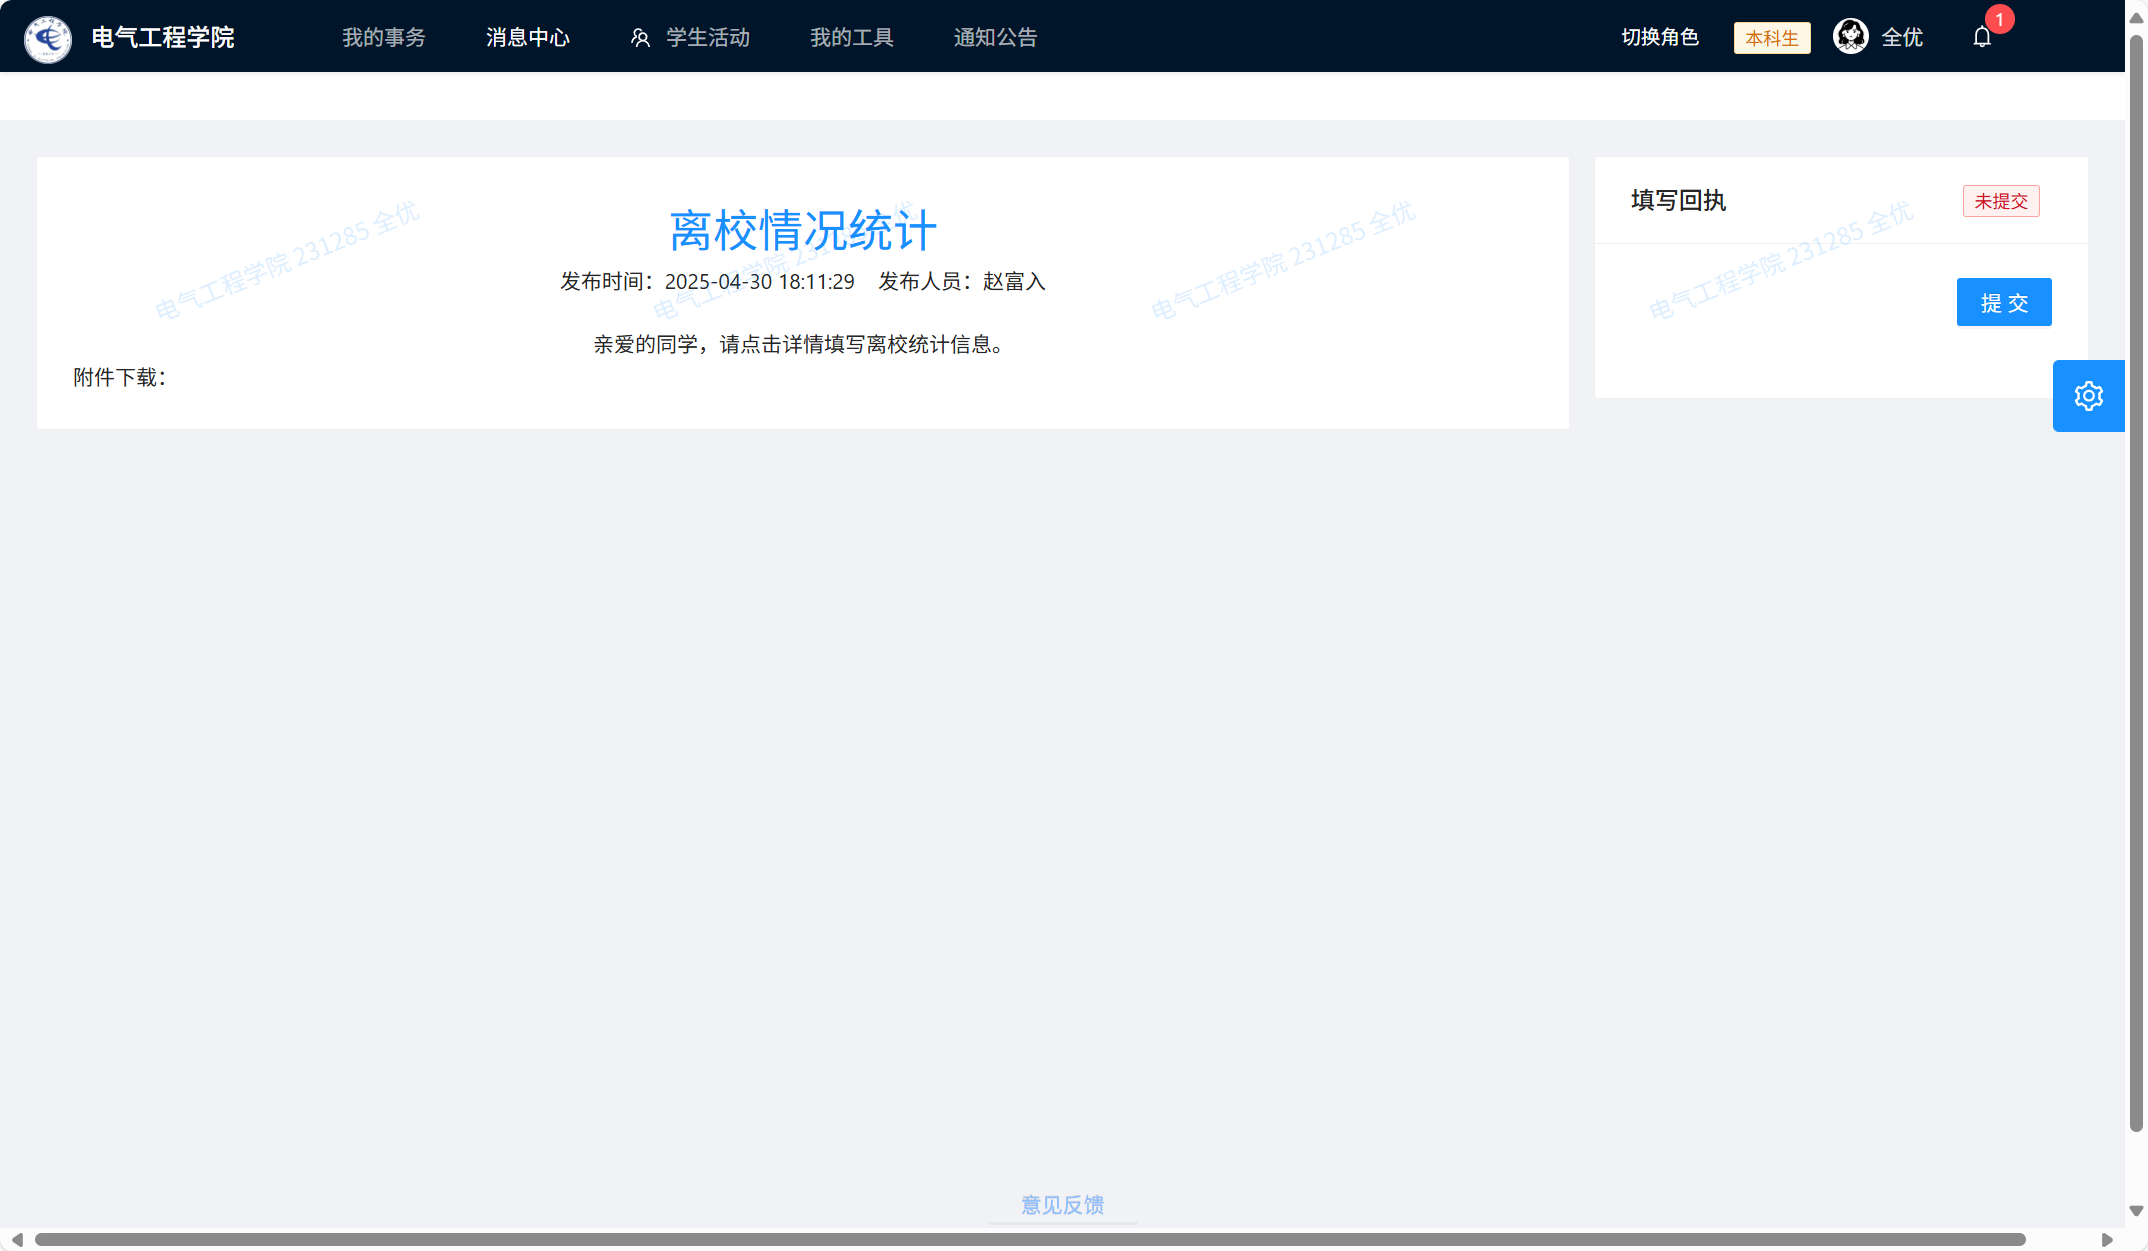 电气工程学院 我的事务 消息中心 学生活动 我的工具 通知公告 切换角色 本科生 全优 1
离校情况统计
发布时间：2025-04-30 18:11:29 发布人员：赵富入
亲爱的同学，请点击详情填写离校统计信息。
附件下载：
填写回执 未提交
提 交
电气工程学院 231285 全优
电气工程学院 231285 全优
电气工程学院 231285 全优
电气工程学院 231285 全优
意见反馈